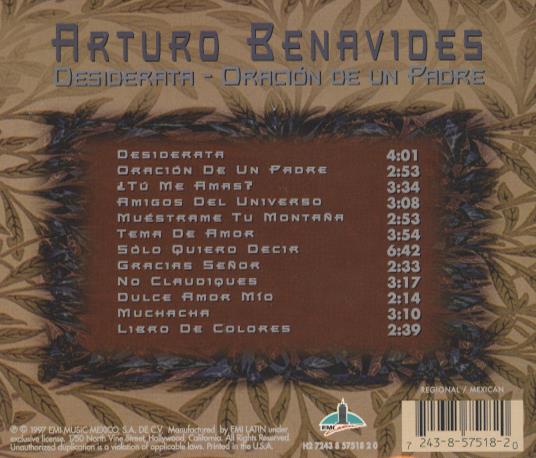 ARTURO BENAVIDES
DESIDERATA - ORACIÓN DE UN PADRE
DESIDERATA 4:01
ORACIÓN DE UN PADRE 2:53
¿TÚ ME AMAS? 3:34
AMIGOS DEL UNIVERSO 3:08
MUÉSTRAME TU MONTAÑA 2:53
TEMA DE AMOR 3:54
SÓLO QUIERO DECIR 6:42
GRACIAS SEÑOR 2:33
NO CLAUDIQUES 3:17
DULCE AMOR MÍO 2:14
MUCHACHA 3:10
LIBRO DE COLORES 2:39
REGIONAL / MEXICAN
℗ © 1997 EMI MUSIC MEXICO, S.A. DE C.V. Manufactured by EMI LATIN under
exclusive license. 1750 North Vine Street, Hollywood, California. All Rights Reserved.
Unauthorized duplication is a violation of applicable laws. Printed in the U.S.A.
EMI
H2 7243 8 57518 2 0
7 243-8-57518-2 0